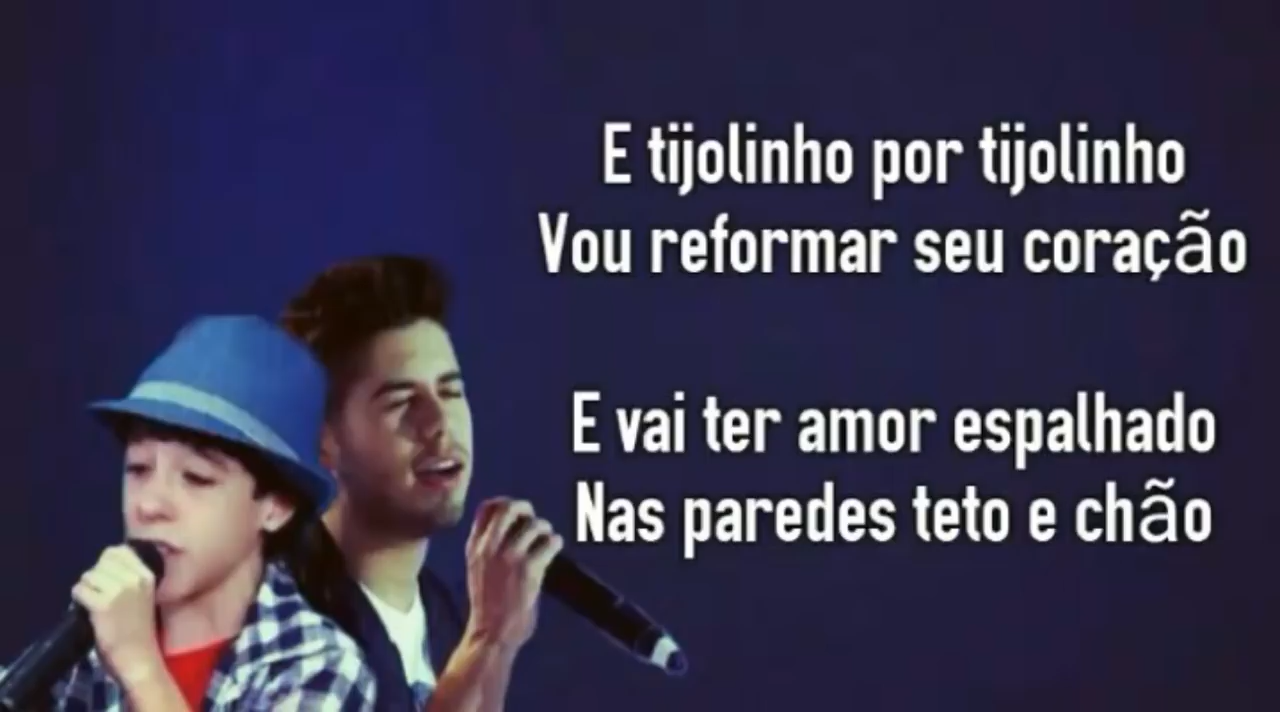 E tijolinho por tijolinho
Vou reformar seu coração
E vai ter amor espalhado
Nas paredes teto e chão